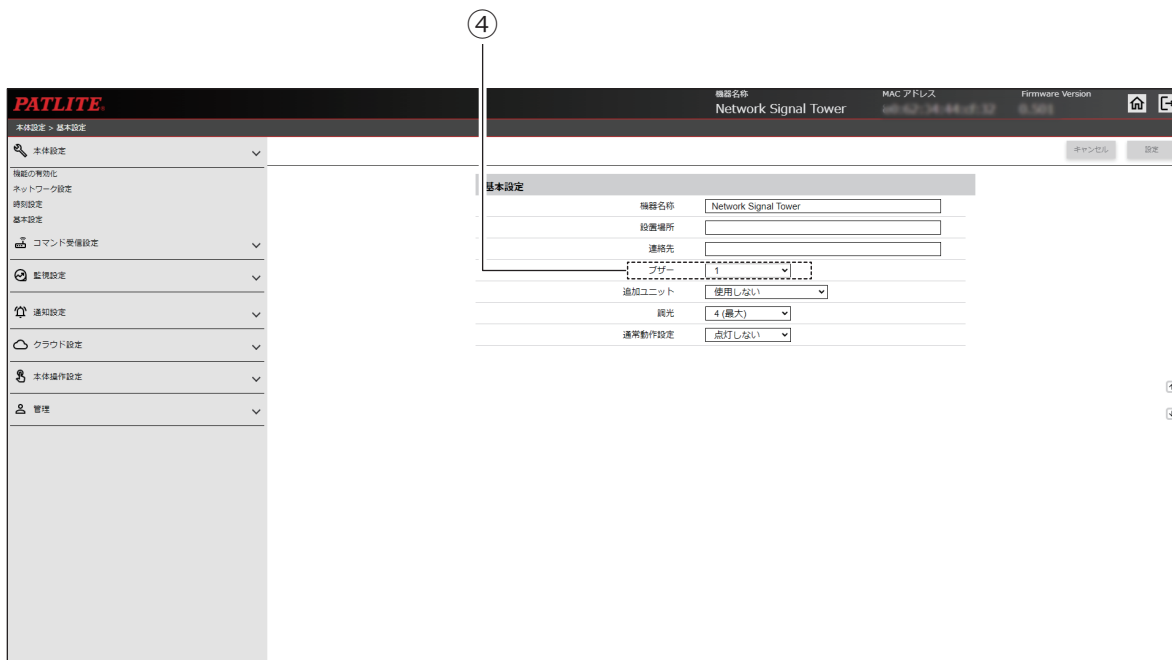 ④
PATLITE®
機器名称
Network Signal Tower
MAC アドレス
Firmware Version
0.501
本体設定 > 基本設定
本体設定
機能の有効化
ネットワーク設定
時刻設定
基本設定
コマンド受信設定
監視設定
通知設定
クラウド設定
本体操作設定
管理
キャンセル
設定
基本設定
機器名称 Network Signal Tower
設置場所
連絡先
ブザー 1
追加ユニット 使用しない
調光 4 (最大)
通常動作設定 点灯しない